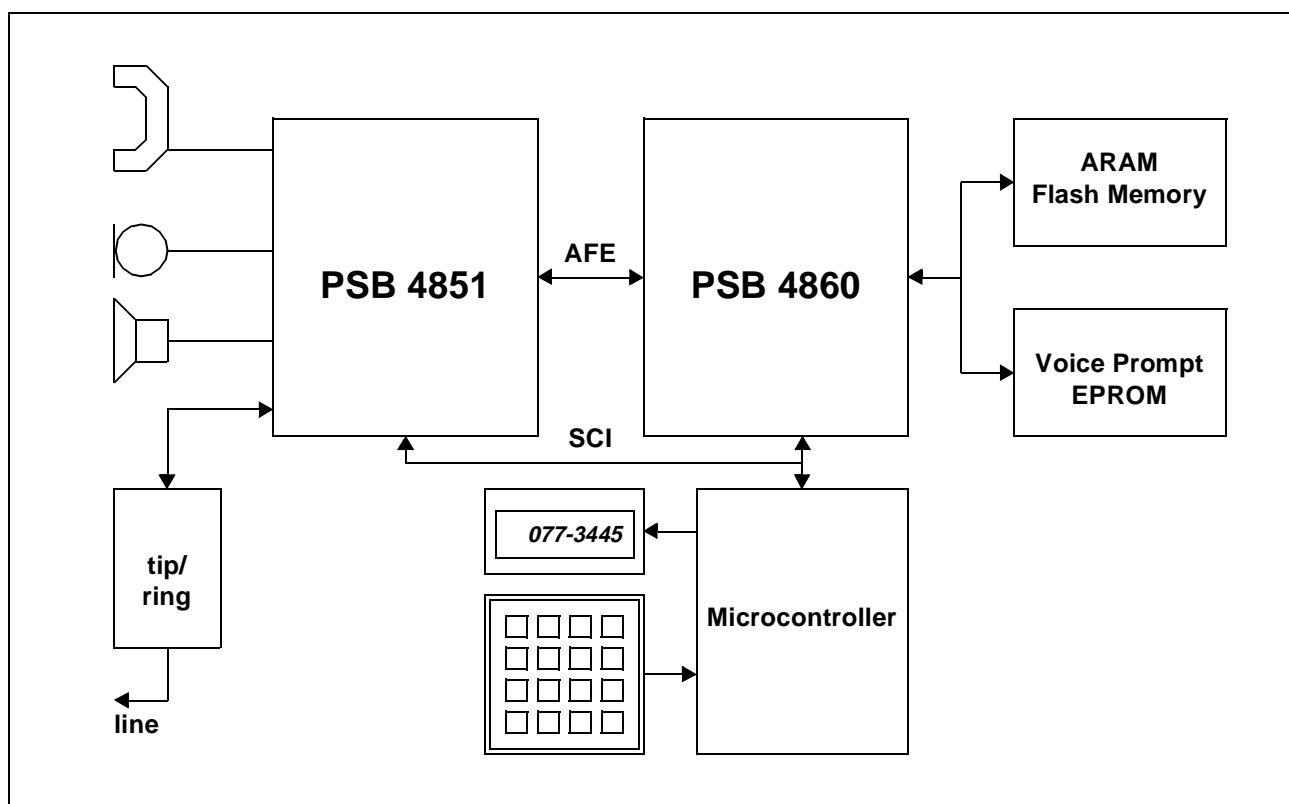 ARAM
Flash Memory
AFE
PSB 4851
PSB 4860
Voice Prompt
EPROM
SCI
077-3445
tip/
ring
Microcontroller
line